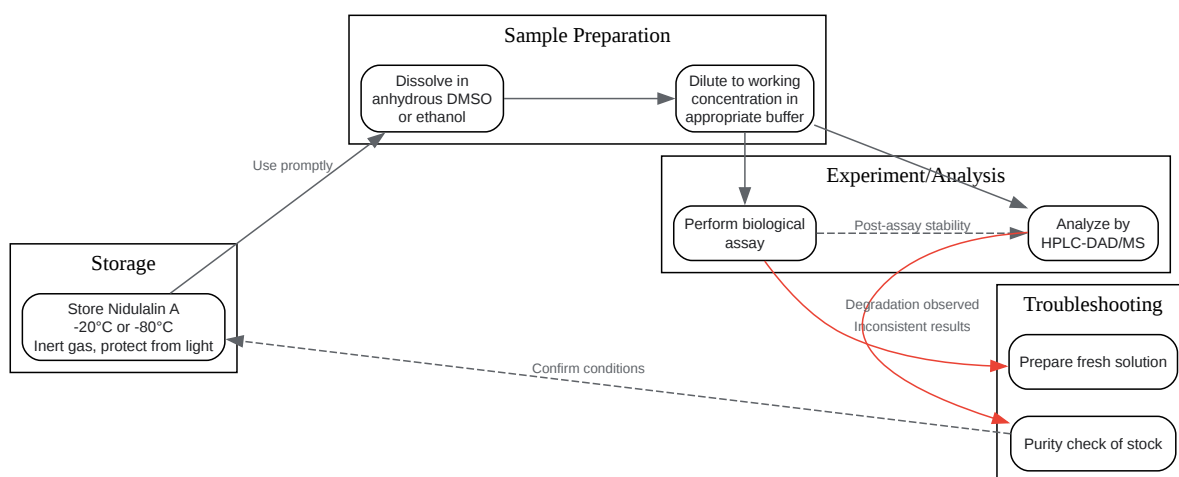 Sample Preparation
Dissolve in
anhydrous DMSO
or ethanol
Dilute to working
concentration in
appropriate buffer
Use promptly
Experiment/Analysis
Perform biological
assay
Post-assay stability
Analyze by
HPLC-DAD/MS
Storage
Store Nidulalin A
-20°C or -80°C
Inert gas, protect from light
Degradation observed
Inconsistent results
Troubleshooting
Prepare fresh solution
Confirm conditions
Purity check of stock